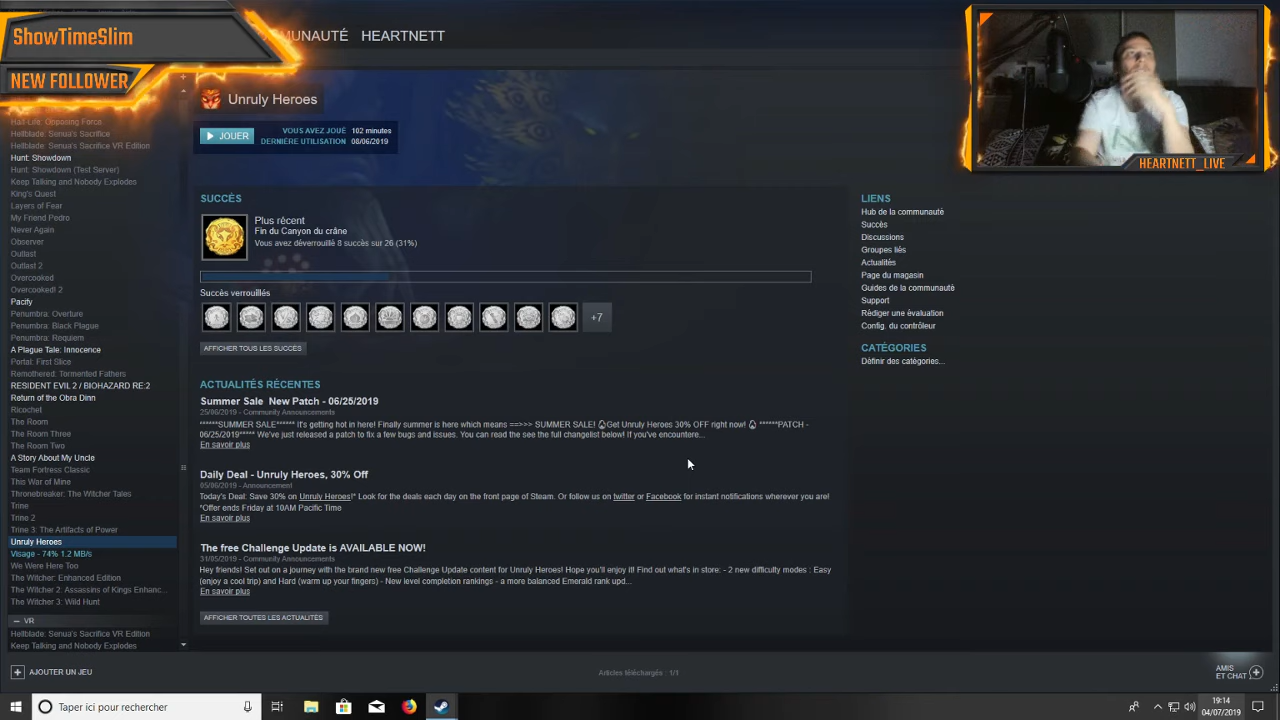 ShowTimeSlim
NEW FOLLOWER
MUNAUTÉ HEARTNETT
HEARTNETT_LIVE
Half-Life: Opposing Force
Hellblade: Senua's Sacrifice
Hellblade: Senua's Sacrifice VR Edition
Hunt: Showdown
Hunt: Showdown (Test Server)
Keep Talking and Nobody Explodes
King's Quest
Layers of Fear
My Friend Pedro
Never Again
Observer
Outlast
Outlast 2
Overcooked
Overcooked! 2
Pacify
Penumbra: Overture
Penumbra: Black Plague
Penumbra: Requiem
A Plague Tale: Innocence
Portal: First Slice
Remothered: Tormented Fathers
RESIDENT EVIL 2 / BIOHAZARD RE:2
Return of the Obra Dinn
Ricochet
The Room
The Room Three
The Room Two
A Story About My Uncle
Team Fortress Classic
This War of Mine
Thronebreaker: The Witcher Tales
Trine
Trine 2
Trine 3: The Artifacts of Power
Unruly Heroes
Visage - 74% 1.2 MB/s
We Were Here Too
The Witcher: Enhanced Edition
The Witcher 2: Assassins of Kings Enhanc...
The Witcher 3: Wild Hunt
VR
Hellblade: Senua's Sacrifice VR Edition
Keep Talking and Nobody Explodes
Unruly Heroes
JOUER
VOUS AVEZ JOUÉ 102 minutes
DERNIÈRE UTILISATION 08/06/2019
SUCCÈS
Plus récent
Fin du Canyon du crâne
Vous avez déverrouillé 8 succès sur 26 (31%)
Succès verrouillés
+7
AFFICHER TOUS LES SUCCÈS
ACTUALITÉS RÉCENTES
Summer Sale New Patch - 06/25/2019
25/06/2019 - Community Announcements
******SUMMER SALE****** It's getting hot in here! Finally summer is here which means ==>>> SUMMER SALE! Get Unruly Heroes 30% OFF right now! ******PATCH -
06/25/2019***** We've just released a patch to fix a few bugs and issues. You can read the see the full changelist below! If you've encountere...
En savoir plus
Daily Deal - Unruly Heroes, 30% Off
05/06/2019 - Announcement
Today's Deal: Save 30% on Unruly Heroes!* Look for the deals each day on the front page of Steam. Or follow us on twitter or Facebook for instant notifications wherever you are!
*Offer ends Friday at 10AM Pacific Time
En savoir plus
The free Challenge Update is AVAILABLE NOW!
31/05/2019 - Community Announcements
Hey friends! Set out on a journey with the brand new free Challenge Update content for Unruly Heroes! Hope you'll enjoy it! Find out what's in store: - 2 new difficulty modes : Easy
(enjoy a cool trip) and Hard (warm up your fingers) - New level completion rankings - a more balanced Emerald rank upd...
En savoir plus
AFFICHER TOUTES LES ACTUALITÉS
LIENS
Hub de la communauté
Succès
Discussions
Groupes liés
Actualités
Page du magasin
Guides de la communauté
Support
Rédiger une évaluation
Config. du contrôleur
CATÉGORIES
Définir des catégories...
AJOUTER UN JEU
Articles téléchargés : 1/1
AMIS
ET CHAT
Taper ici pour rechercher
19:14
04/07/2019